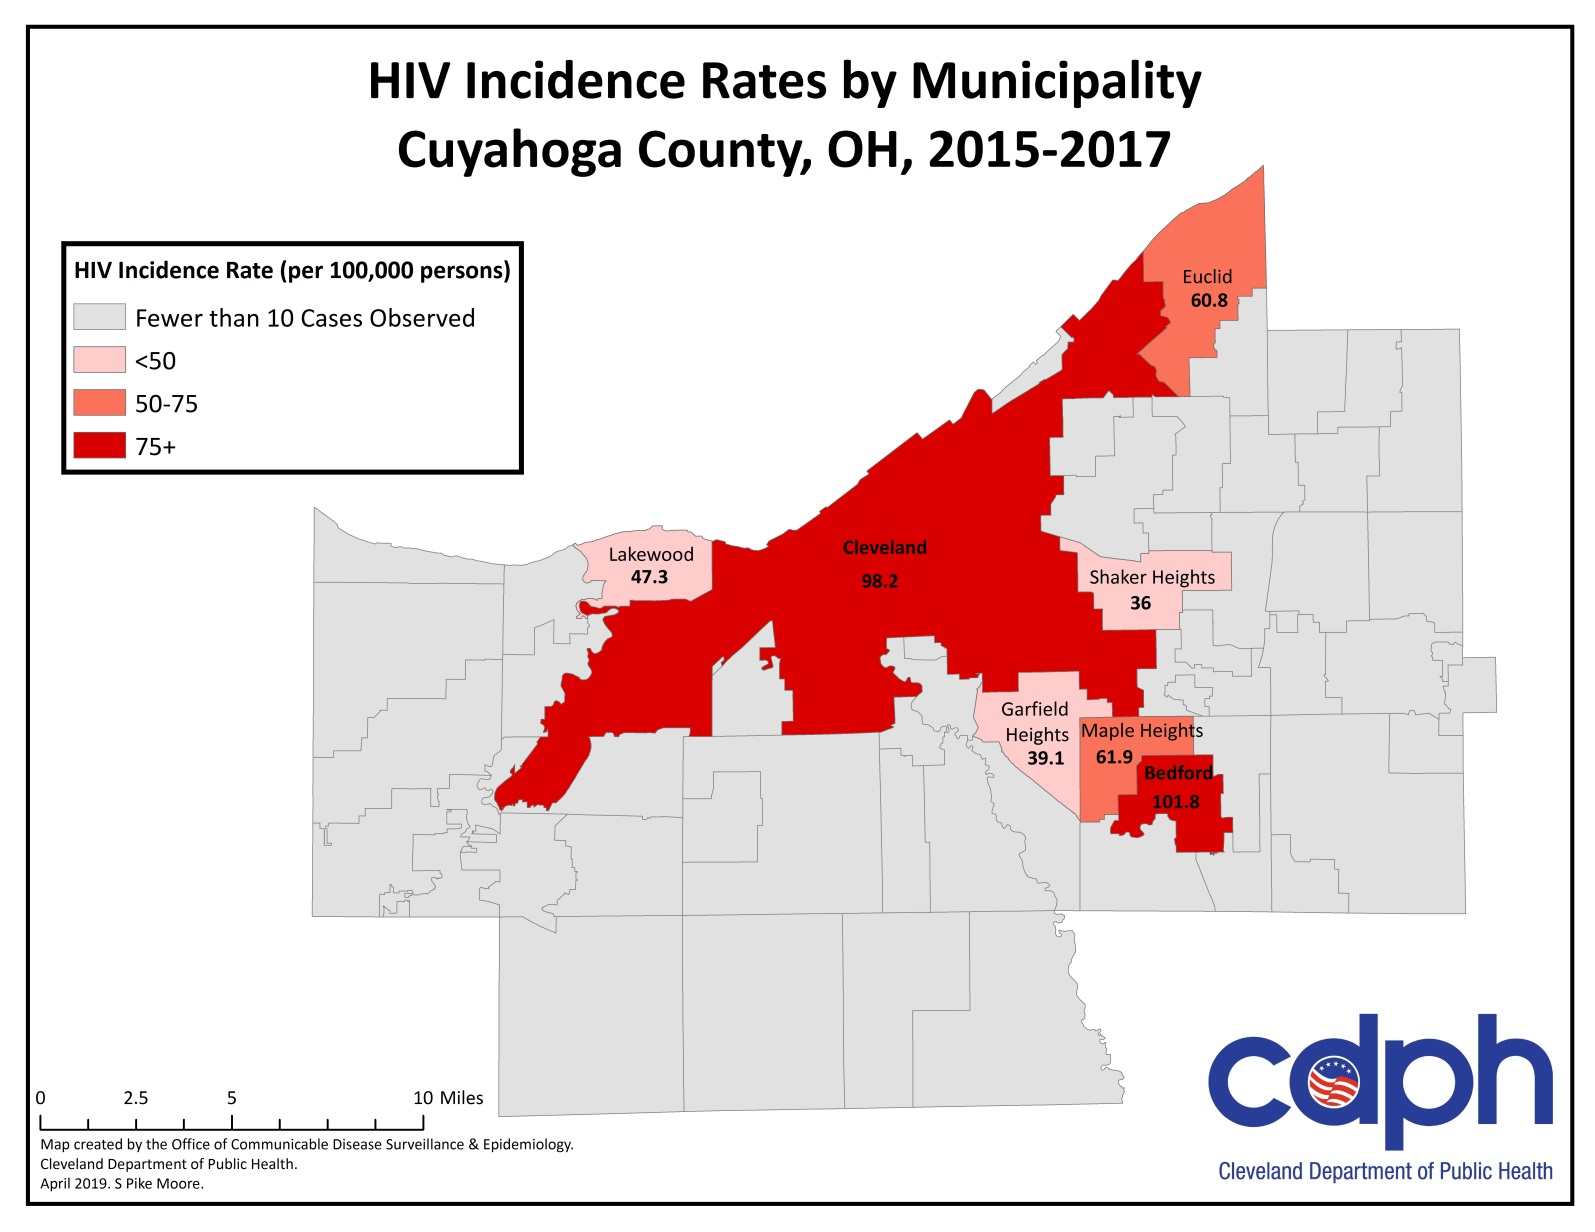 HIV Incidence Rates by Municipality
Cuyahoga County, OH, 2015-2017
HIV Incidence Rate (per 100,000 persons)
Fewer than 10 Cases Observed
<50
50-75
75+
Euclid
60.8
Lakewood
47.3
Cleveland
98.2
Shaker Heights
36
Garfield
Heights
39.1
Maple Heights
61.9
Bedford
101.8
0 2.5 5 10 Miles
Map created by the Office of Communicable Disease Surveillance & Epidemiology.
Cleveland Department of Public Health.
April 2019. S Pike Moore.
cdph
Cleveland Department of Public Health